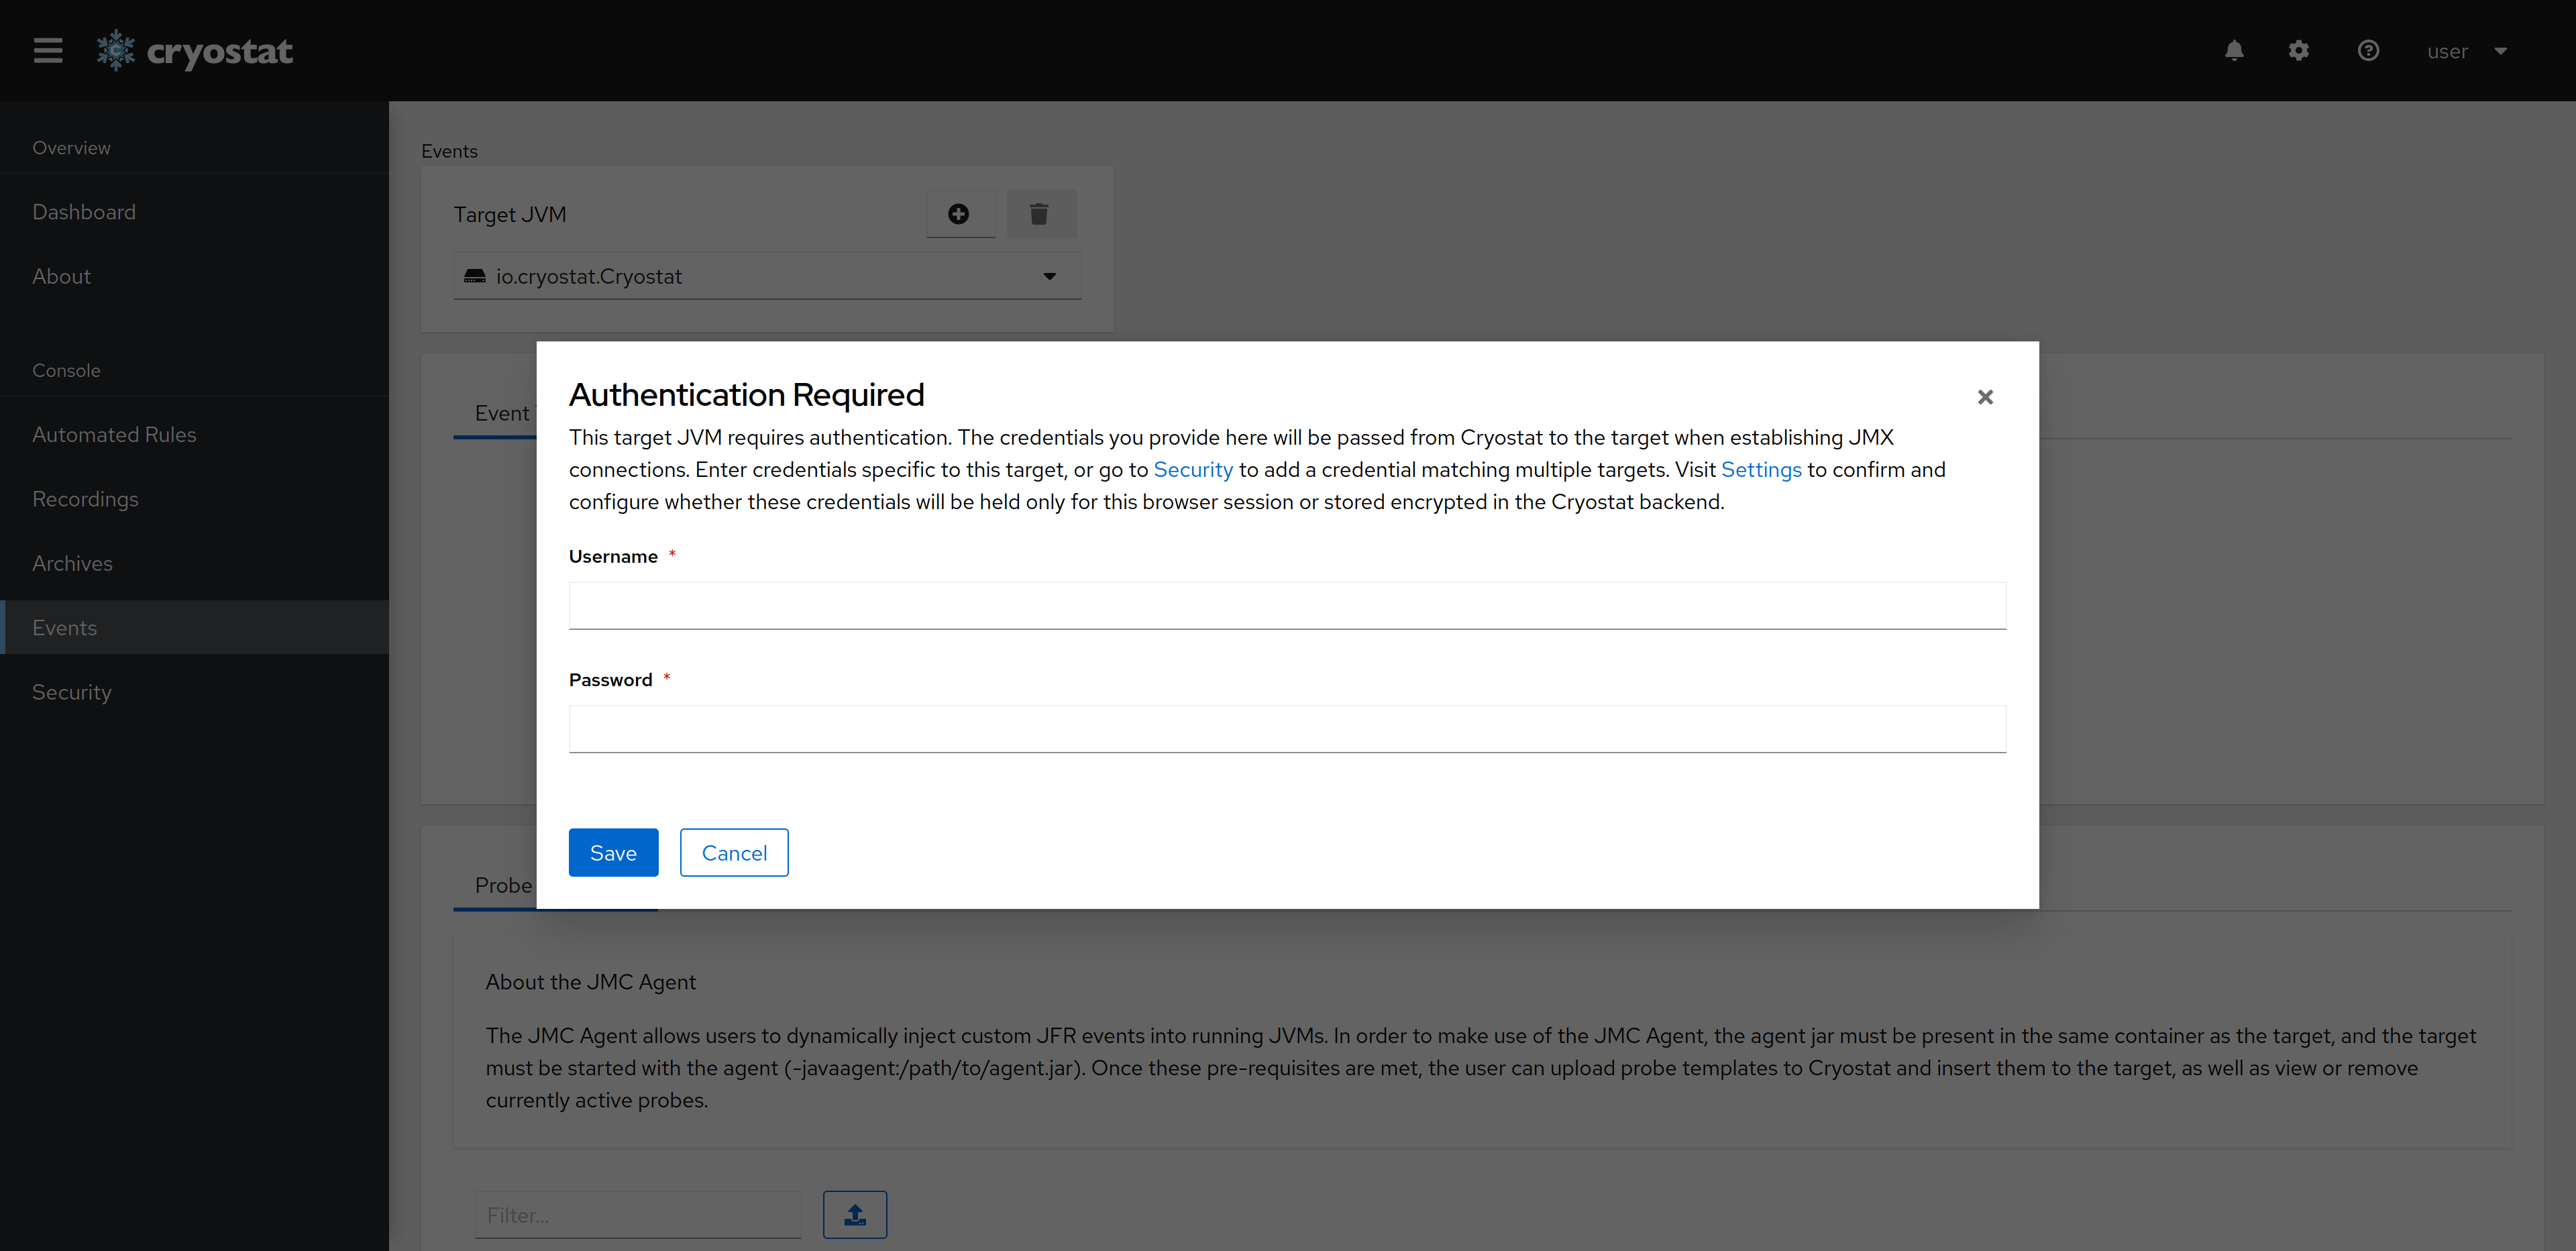 cryostat
user
Overview
Dashboard
About
Console
Automated Rules
Recordings
Archives
Events
Security
Events
Target JVM
io.cryostat.Cryostat
Event
Authentication Required
This target JVM requires authentication. The credentials you provide here will be passed from Cryostat to the target when establishing JMX
connections. Enter credentials specific to this target, or go to Security to add a credential matching multiple targets. Visit Settings to confirm and
configure whether these credentials will be held only for this browser session or stored encrypted in the Cryostat backend.
Username *
Password *
Save Cancel
Probe
About the JMC Agent
The JMC Agent allows users to dynamically inject custom JFR events into running JVMs. In order to make use of the JMC Agent, the agent jar must be present in the same container as the target, and the target
must be started with the agent (-javaagent:/path/to/agent.jar). Once these pre-requisites are met, the user can upload probe templates to Cryostat and insert them to the target, as well as view or remove
currently active probes.
Filter...